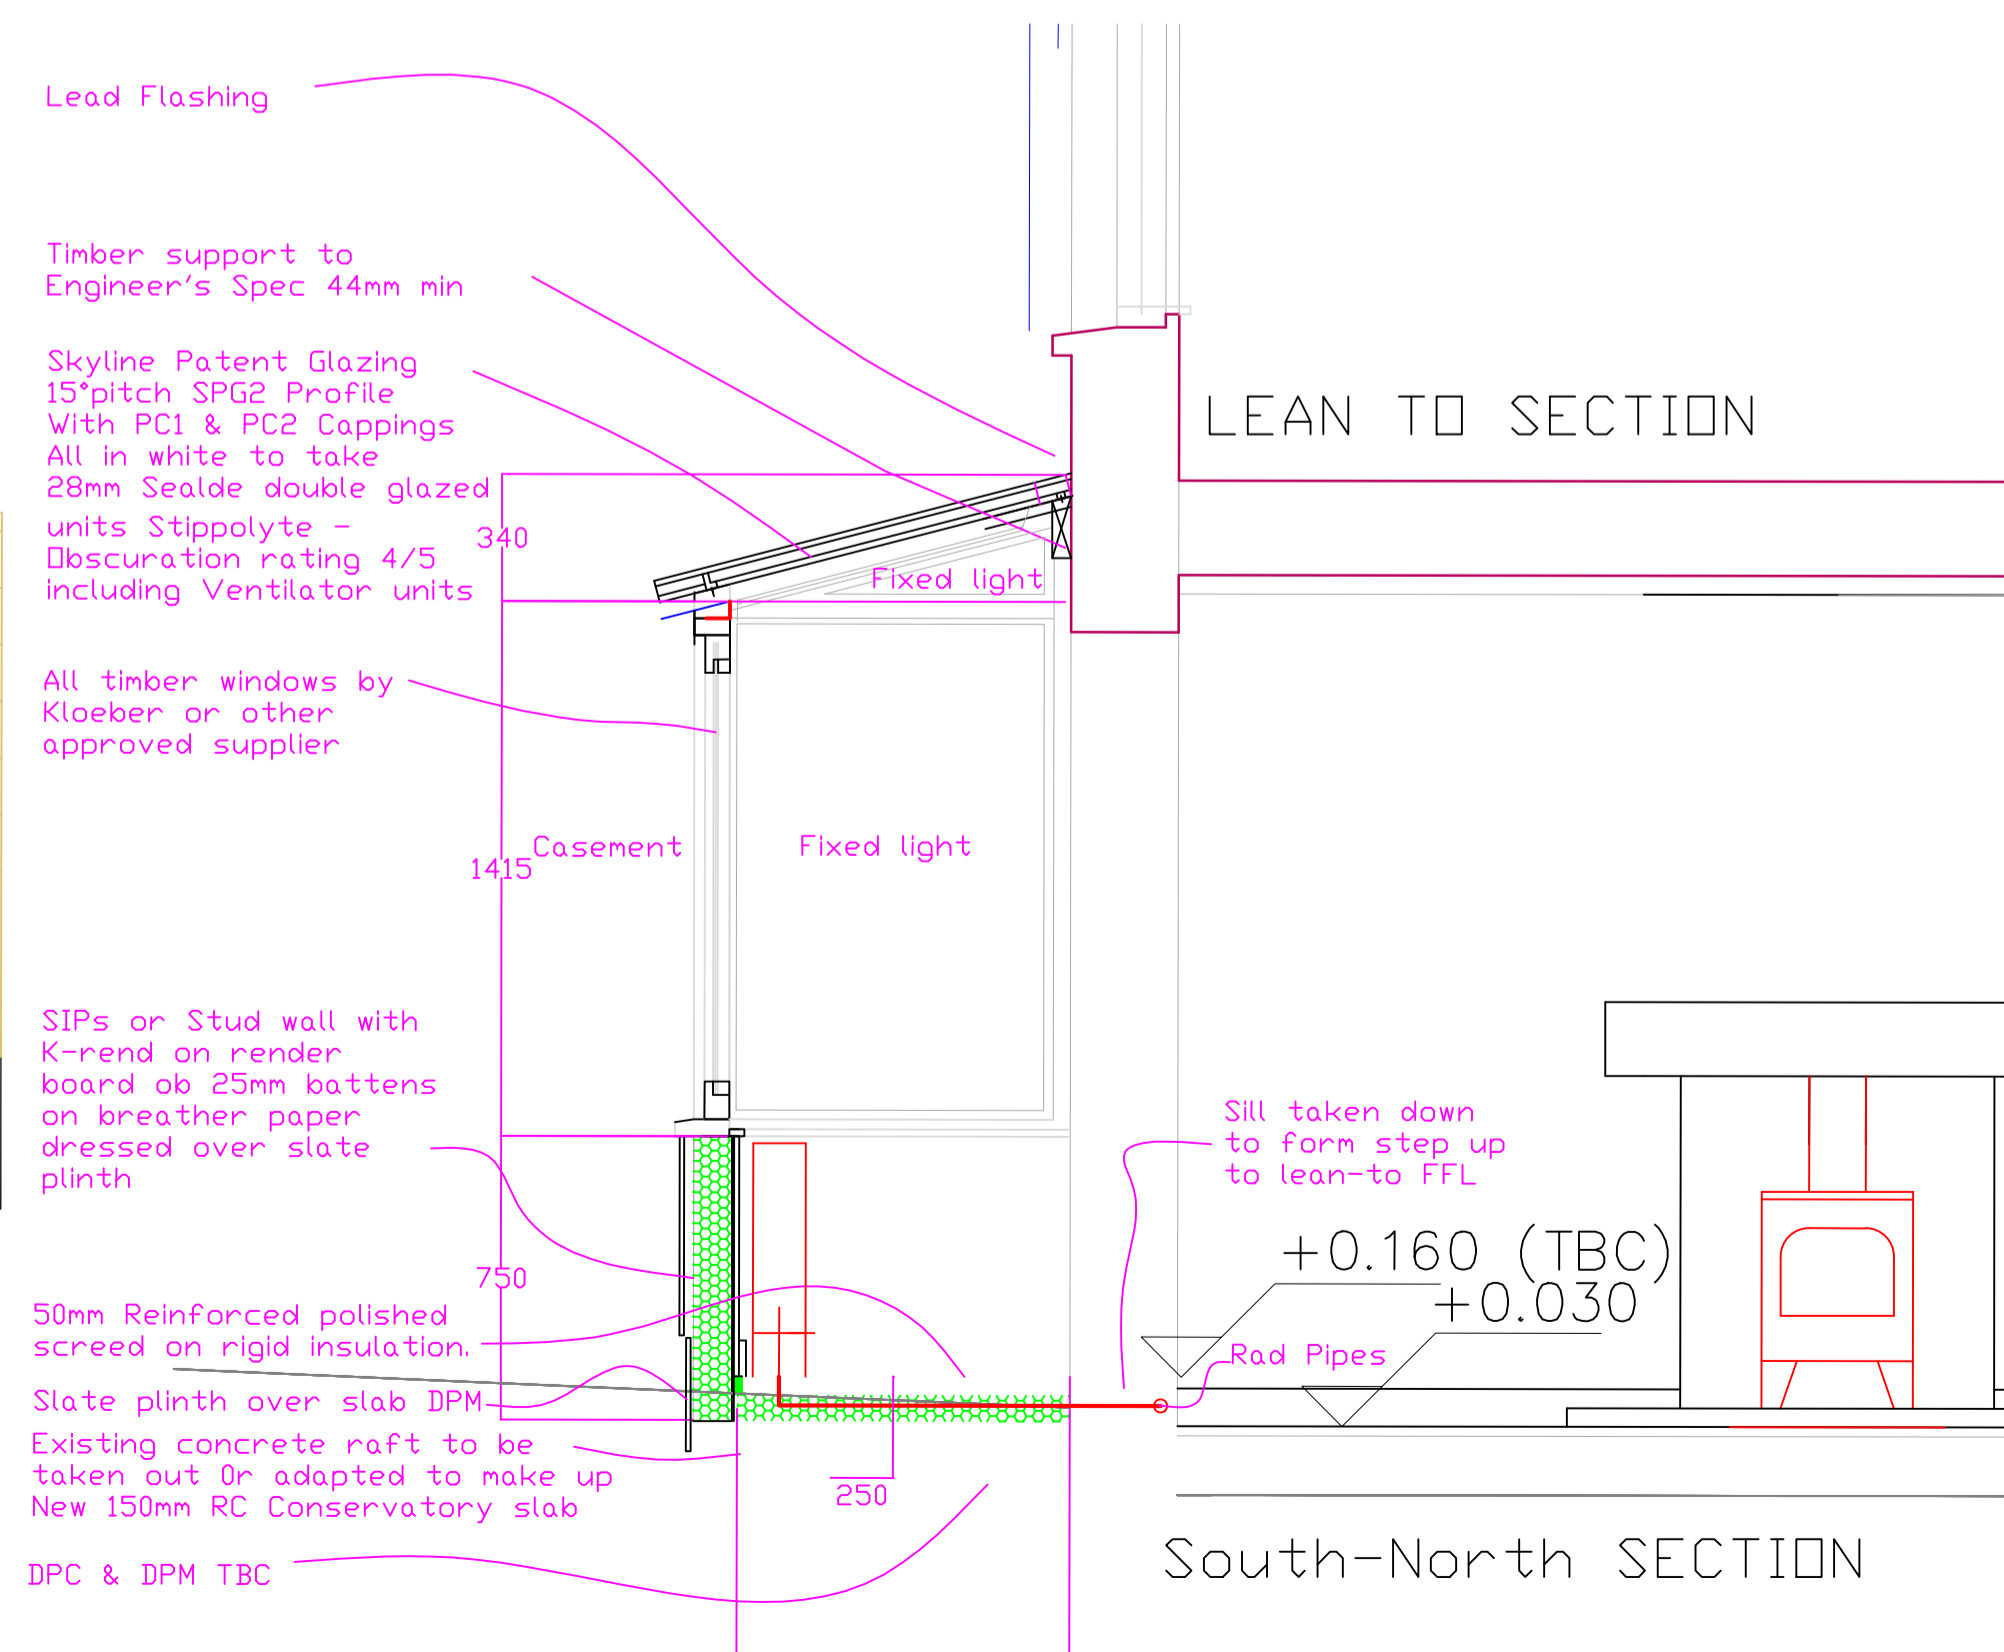 Lead Flashing
Timber support to
Engineer's Spec 44mm min
Skyline Patent Glazing
15°pitch SPG2 Profile
With PC1 & PC2 Cappings
All in white to take
28mm Sealde double glazed
units Stippolyte -
Obscuration rating 4/5
including Ventilator units
All timber windows by
Kloeber or other
approved supplier
SIPs or Stud wall with
K-rend on render
board ob 25mm battens
on breather paper
dressed over slate
plinth
50mm Reinforced polished
screed on rigid insulation.
Slate plinth over slab DPM
Existing concrete raft to be
taken out Or adapted to make up
New 150mm RC Conservatory slab
DPC & DPM TBC
340
1415
750
250
Casement
Fixed light
Fixed light
LEAN TO SECTION
Sill taken down
to form step up
to lean-to FFL
+0.160 (TBC)
+0.030
Rad Pipes
South-North SECTION